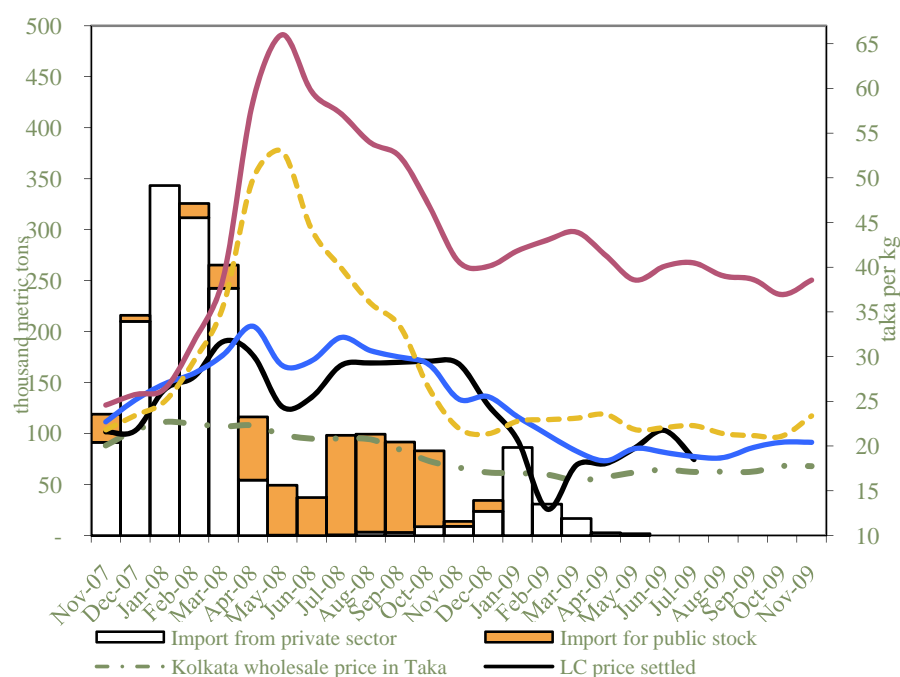 500
450
400
350
300
250
200
150
100
50
-
thousand metric tons
65
60
55
50
45
40
35
30
25
20
15
10
taka per kg
Nov-07
Dec-07
Jan-08
Feb-08
Mar-08
Apr-08
May-08
Jun-08
Jul-08
Aug-08
Sep-08
Oct-08
Nov-08
Dec-08
Jan-09
Feb-09
Mar-09
Apr-09
May-09
Jun-09
Jul-09
Aug-09
Sep-09
Oct-09
Nov-09
Import from private sector
Import for public stock
Kolkata wholesale price in Taka
LC price settled